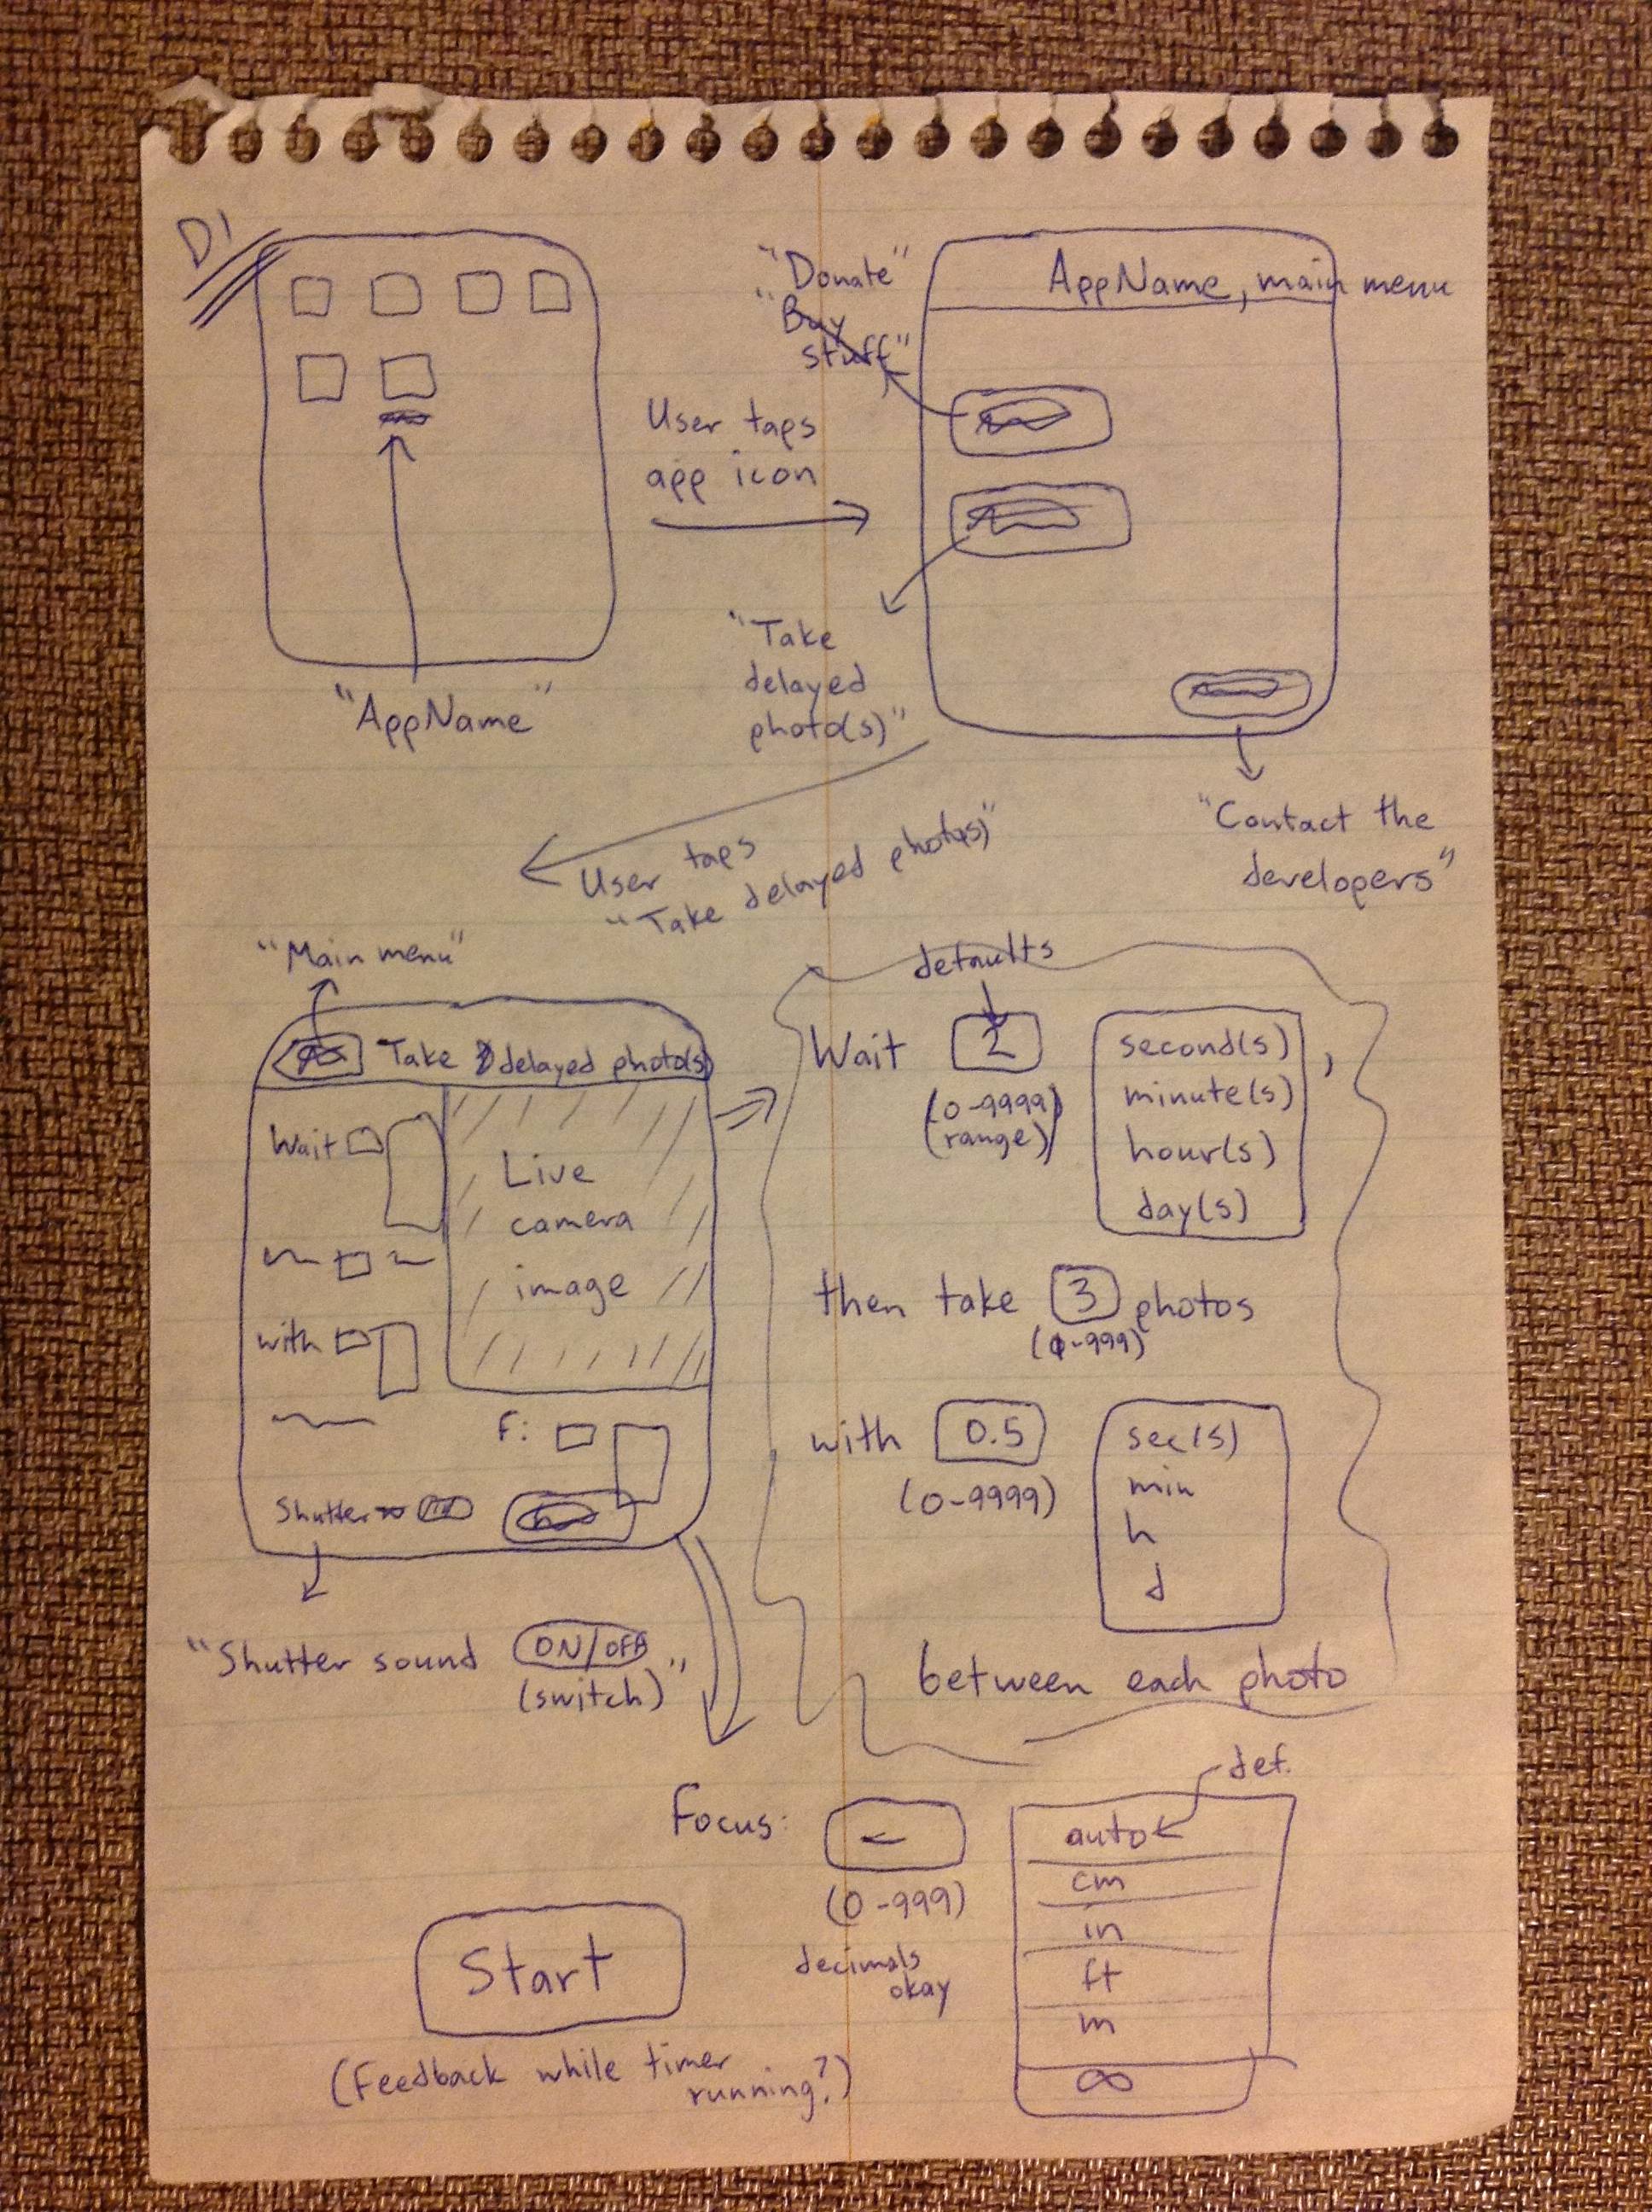 D1
"Donate"
"Buy
stuff"
AppName, main menu
User taps
app icon
"AppName"
"Take
delayed
photo(s)"
"Contact the
developers"
User taps
"Take delayed photo(s)"
"Main menu"
Take delayed photo(s)
Wait
with
Live
camera
image
F:
Shutter
"Shutter sound ON/OFF
(switch)"
defaults
Wait 2 second(s),
minute(s)
hour(s)
day(s)
(0-9999)
(range)
then take 3 photos
(0-999)
with 0.5 sec(s)
min
h
d
(0-9999)
between each photo
def.
Focus: - auto
cm
in
ft
m
∞
(0-999)
decimals
okay
Start
(Feedback while timer
running?)